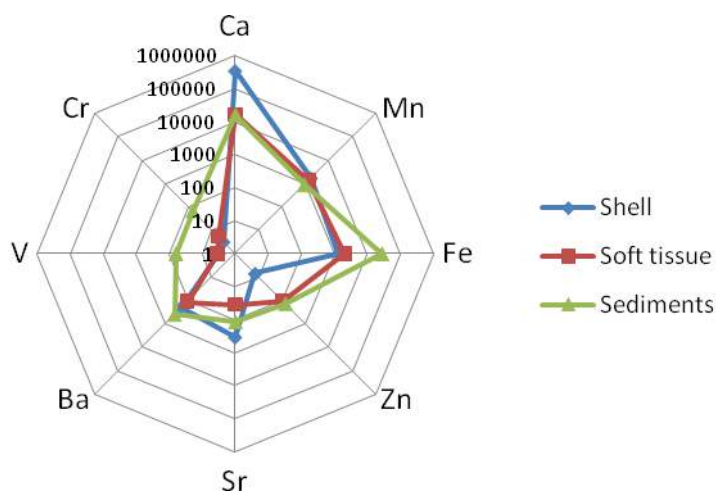 Ca
1000000
100000
10000
1000
100
10
1
Cr
Mn
V
Fe
Ba
Zn
Sr
Shell
Soft tissue
Sediments